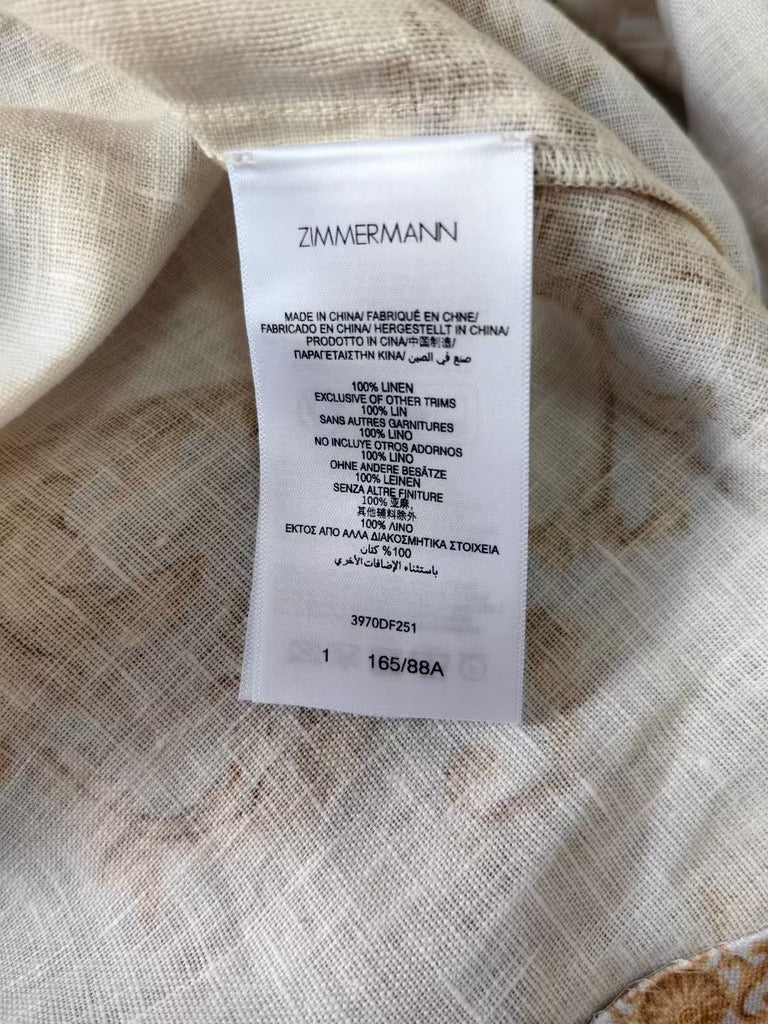 ZIMMERMANN
MADE IN CHINA/ FABRIQUÉ EN CHNE/
FABRICADO EN CHINA/ HERGESTELLT IN CHINA/
PRODOTTO IN CINA/中国制造/
ΠΑΡΑΓΕΤΑΙΣΤΗΝ ΚΙΝΑ/ صنع في الصين
100% LINEN
EXCLUSIVE OF OTHER TRIMS
100% LIN
SANS AUTRES GARNITURES
100% LINO
NO INCLUYE OTROS ADORNOS
100% LINO
OHNE ANDERE BESÄTZE
100% LEINEN
SENZA ALTRE FINITURE
100% 亚麻,
其他辅料除外
100% ΛΙΝΟ
ΕΚΤΟΣ ΑΠΟ ΑΛΛΑ ΔΙΑΚΟΣΜΗΤΙΚΑ ΣΤΟΙΧΕΙΑ
100% كتان
باستثناء الإضافات الأخري
3970DF251
1 165/88A